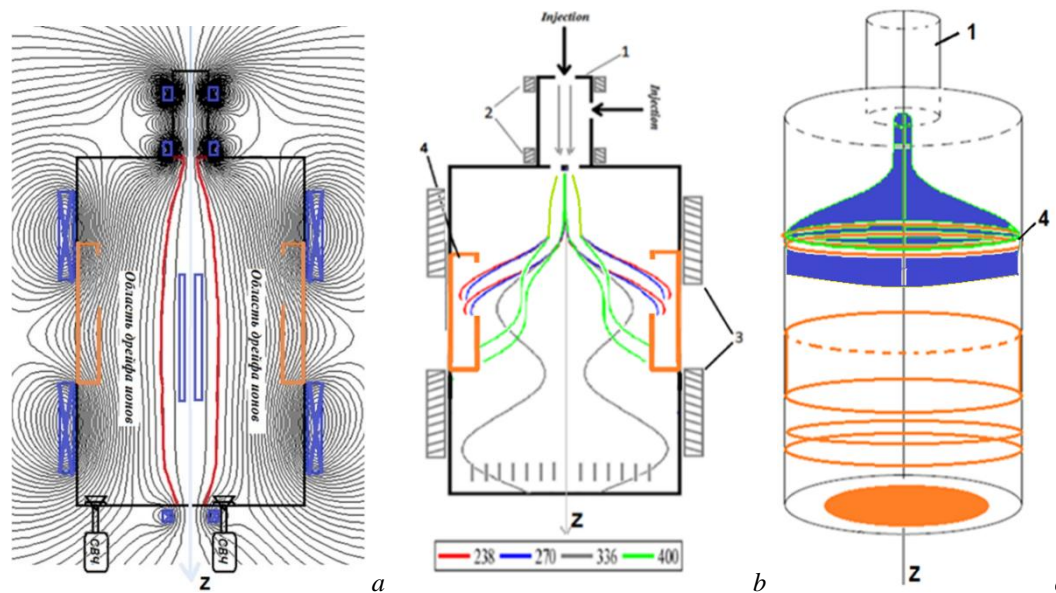 Injection
1
2
Injection
4
3
Область дрейфа ионов
Область дрейфа ионов
СВЧ
СВЧ
Z
a
Z
238 270 336 400
b
1
4
Z